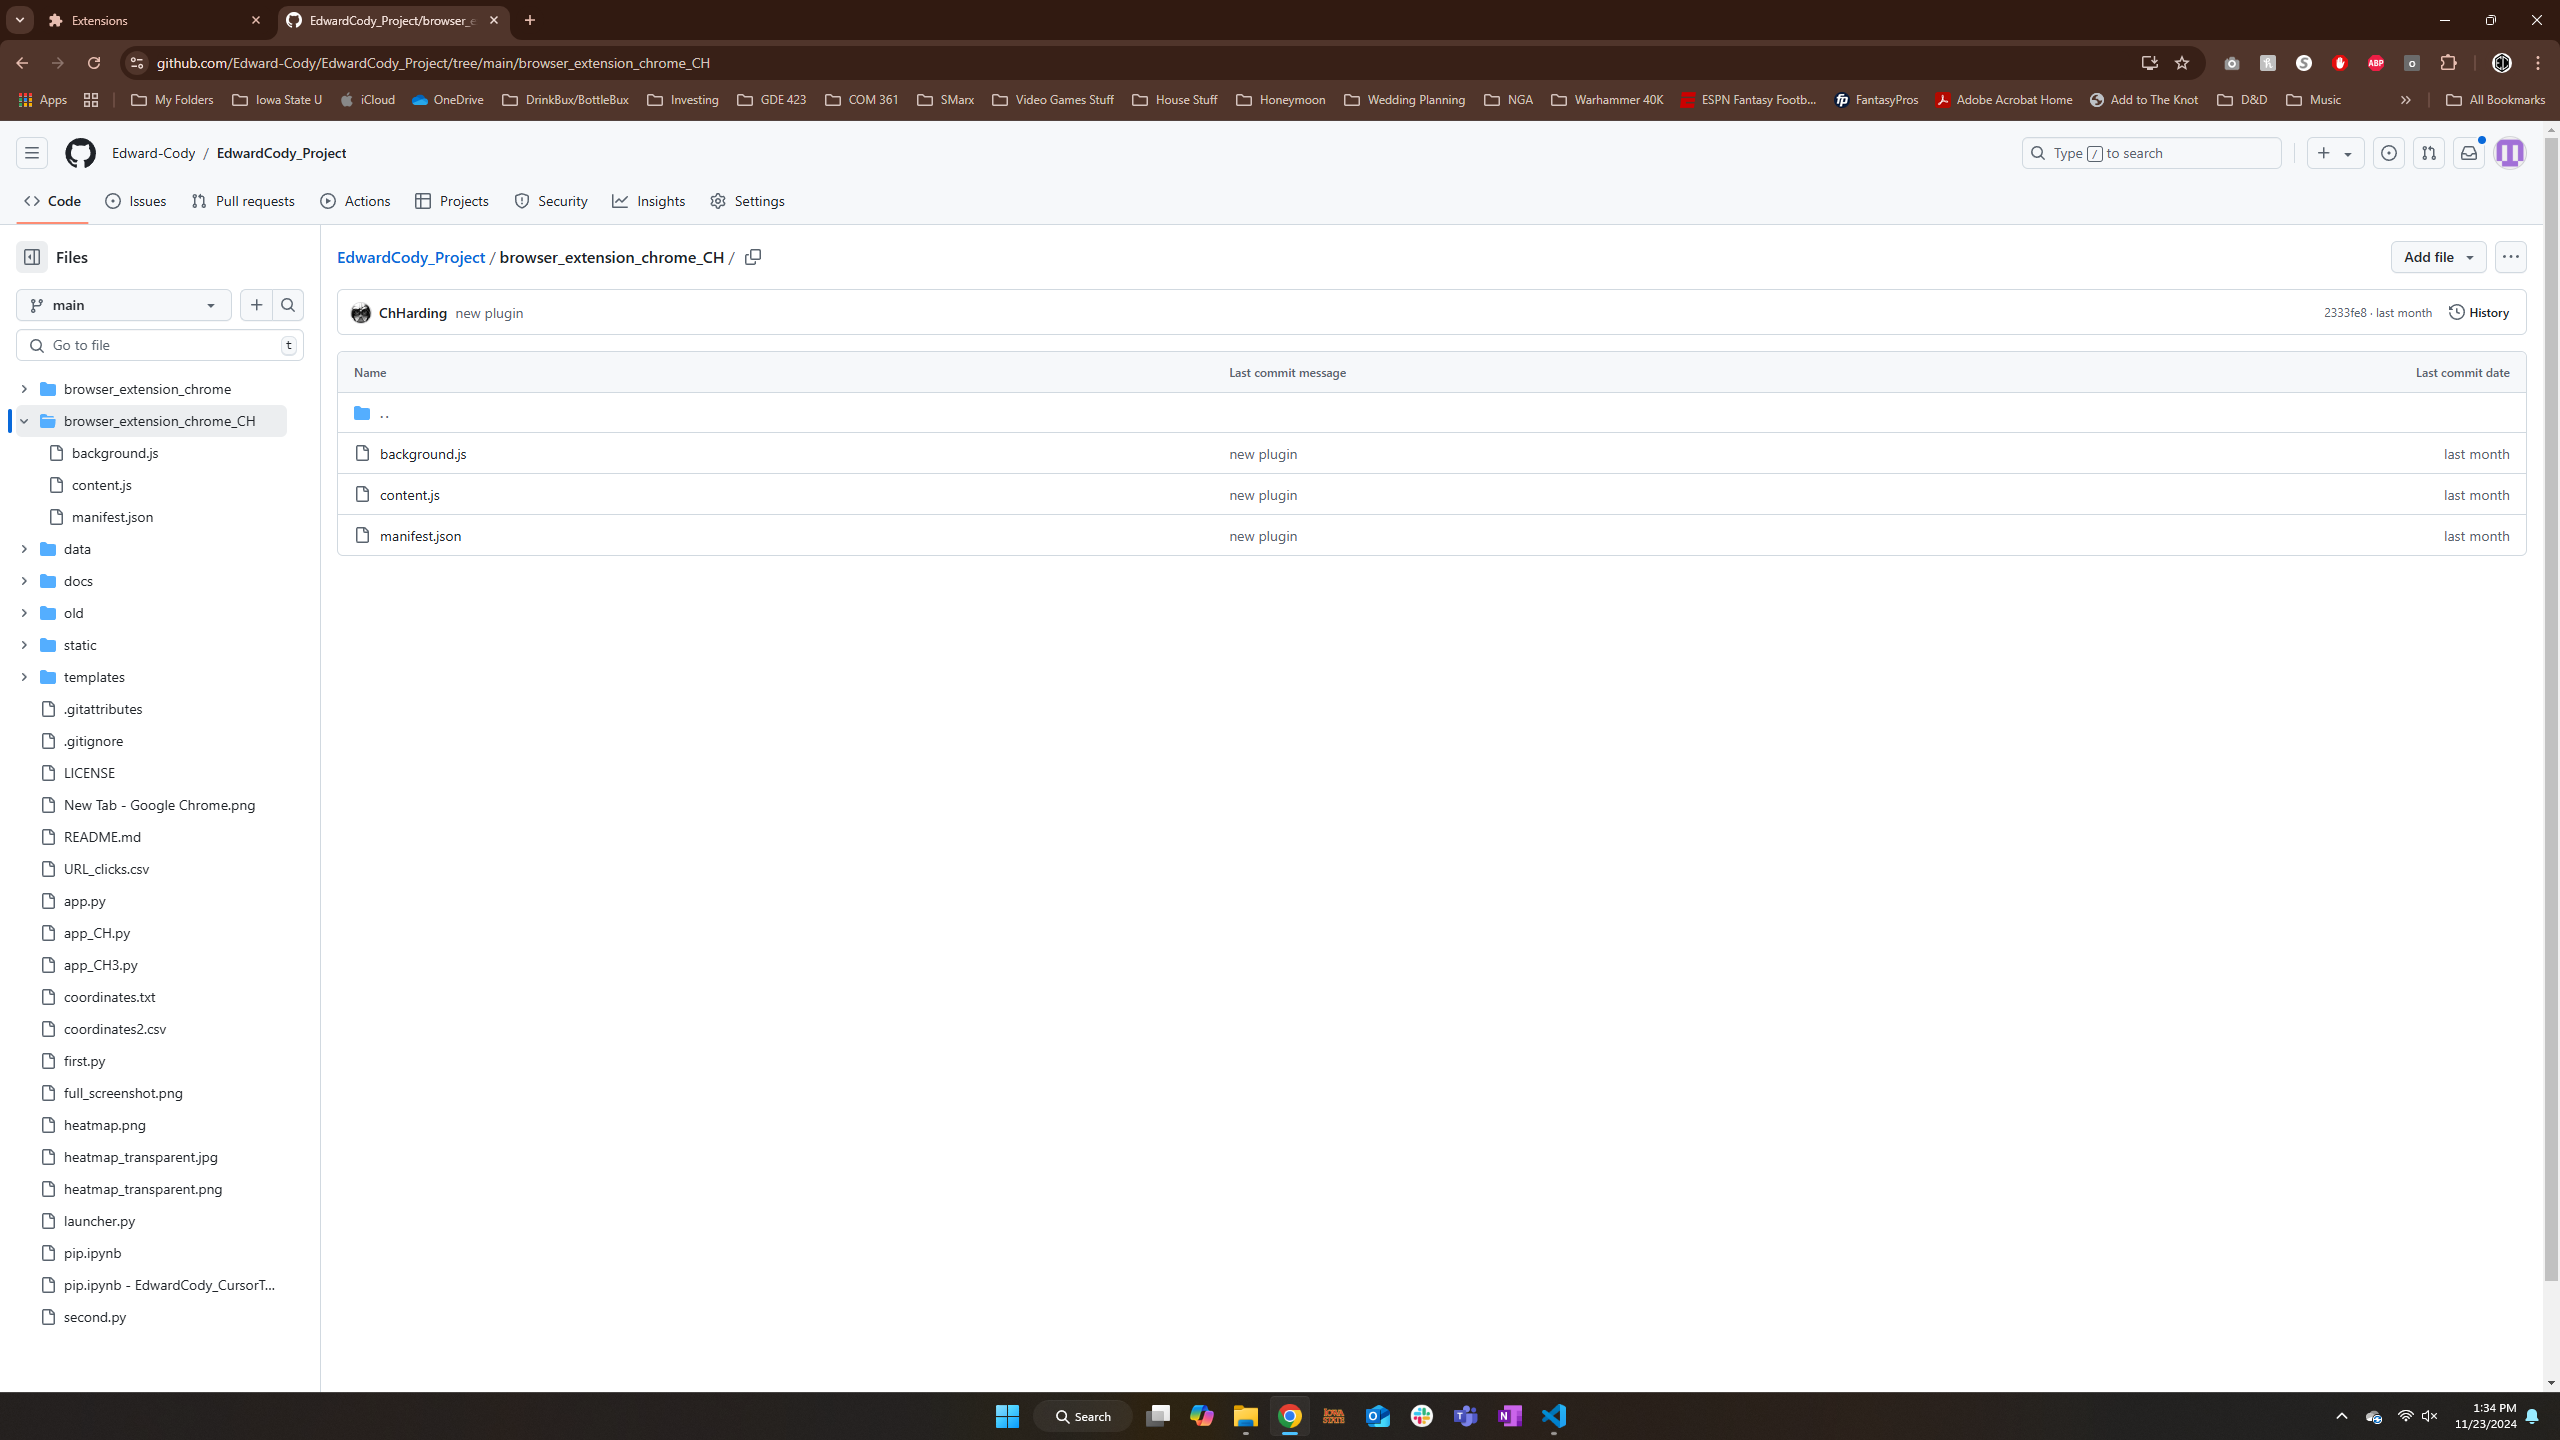 Extensions
EdwardCody_Project/browser_e
github.com/Edward-Cody/EdwardCody_Project/tree/main/browser_extension_chrome_CH
ABP
Apps
My Folders
Iowa State U
iCloud
OneDrive
DrinkBux/BottleBux
Investing
GDE 423
COM 361
SMarx
Video Games Stuff
House Stuff
Honeymoon
Wedding Planning
NGA
Warhammer 40K
ESPN Fantasy Footb...
FantasyPros
Adobe Acrobat Home
Add to The Knot
D&D
Music
All Bookmarks
Edward-Cody / EdwardCody_Project
Type / to search
Code
Issues
Pull requests
Actions
Projects
Security
Insights
Settings
Files
main
Go to file
t
browser_extension_chrome
browser_extension_chrome_CH
background.js
content.js
manifest.json
data
docs
old
static
templates
.gitattributes
.gitignore
LICENSE
New Tab - Google Chrome.png
README.md
URL_clicks.csv
app.py
app_CH.py
app_CH3.py
coordinates.txt
coordinates2.csv
first.py
full_screenshot.png
heatmap.png
heatmap_transparent.jpg
heatmap_transparent.png
launcher.py
pip.ipynb
pip.ipynb - EdwardCody_CursorT...
second.py
EdwardCody_Project / browser_extension_chrome_CH /
Add file
ChHarding new plugin
2333fe8 · last month
History
Name Last commit message Last commit date
..
background.js new plugin last month
content.js new plugin last month
manifest.json new plugin last month
Search
IOWA STATE
1:34 PM
11/23/2024